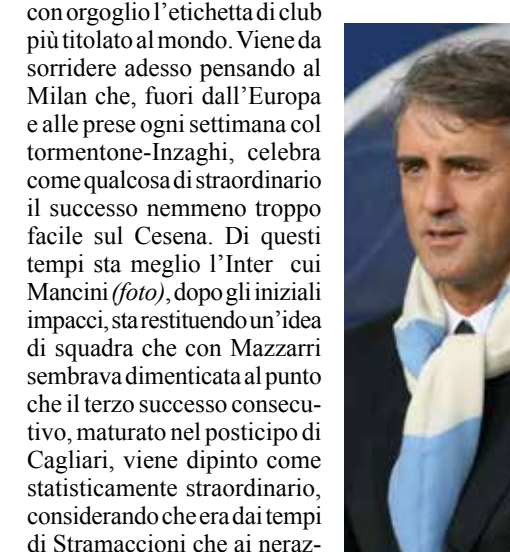 con orgoglio l'etichetta di club
più titolato al mondo. Viene da
sorridere adesso pensando al
Milan che, fuori dall'Europa
e alle prese ogni settimana col
tormentone-Inzaghi, celebra
come qualcosa di straordinario
il successo nemmeno troppo
facile sul Cesena. Di questi
tempi sta meglio l'Inter cui
Mancini (foto), dopo gli iniziali
impacci, sta restituendo un'idea
di squadra che con Mazzarri
sembrava dimenticata al punto
che il terzo successo consecu-
tivo, maturato nel posticipo di
Cagliari, viene dipinto come
statisticamente straordinario,
considerando che era dai tempi
di Stramaccioni che ai neraz-